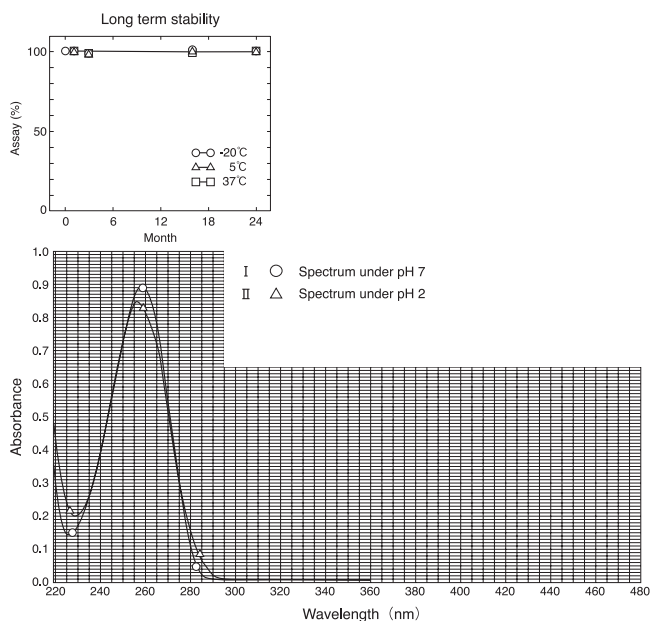 Long term stability
100
50
0
Assay (%)
-20℃
5℃
37℃
0 6 12 18 24
Month
1.0
0.9
0.8
0.7
0.6
0.5
0.4
0.3
0.2
0.1
0.0
Absorbance
I Spectrum under pH 7
II Spectrum under pH 2
220 240 260 280 300 320 340 360 380 400 420 440 460 480
Wavelength (nm)